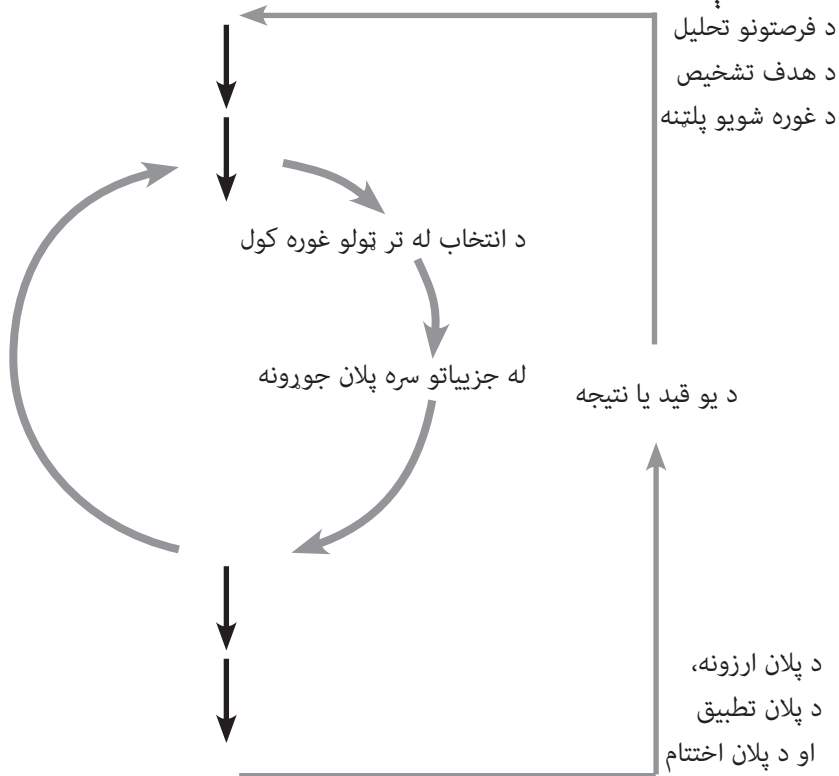 د فرصتونو تحلیل
د هدف تشخیص
د غوره شویو پلټنه
د انتخاب له تر ټولو غوره کول
له جزییاتو سره پلان جوړونه
د یو قید یا نتیجه
د پلان ارزونه،
د پلان تطبیق
او د پلان اختتام